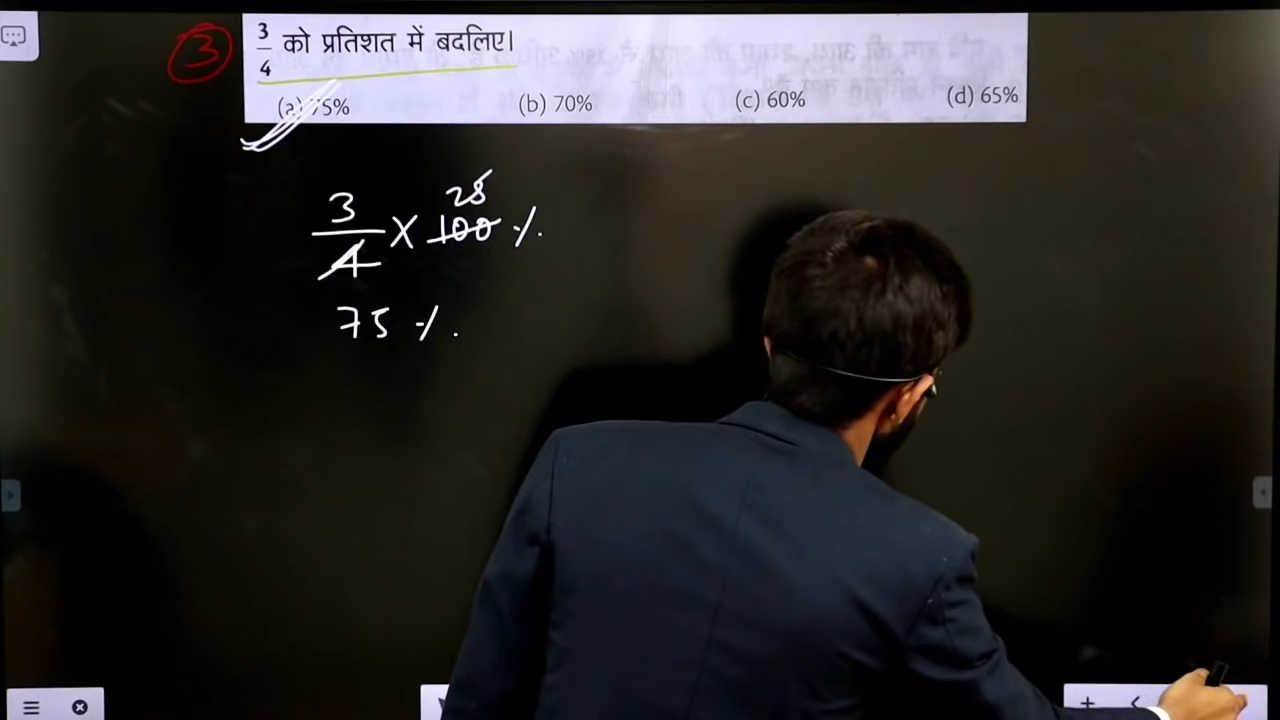 3
3/4 को प्रतिशत में बदलिए।
(a) 75% (b) 70% (c) 60% (d) 65%
3/4 × 100 %
25
75 %.